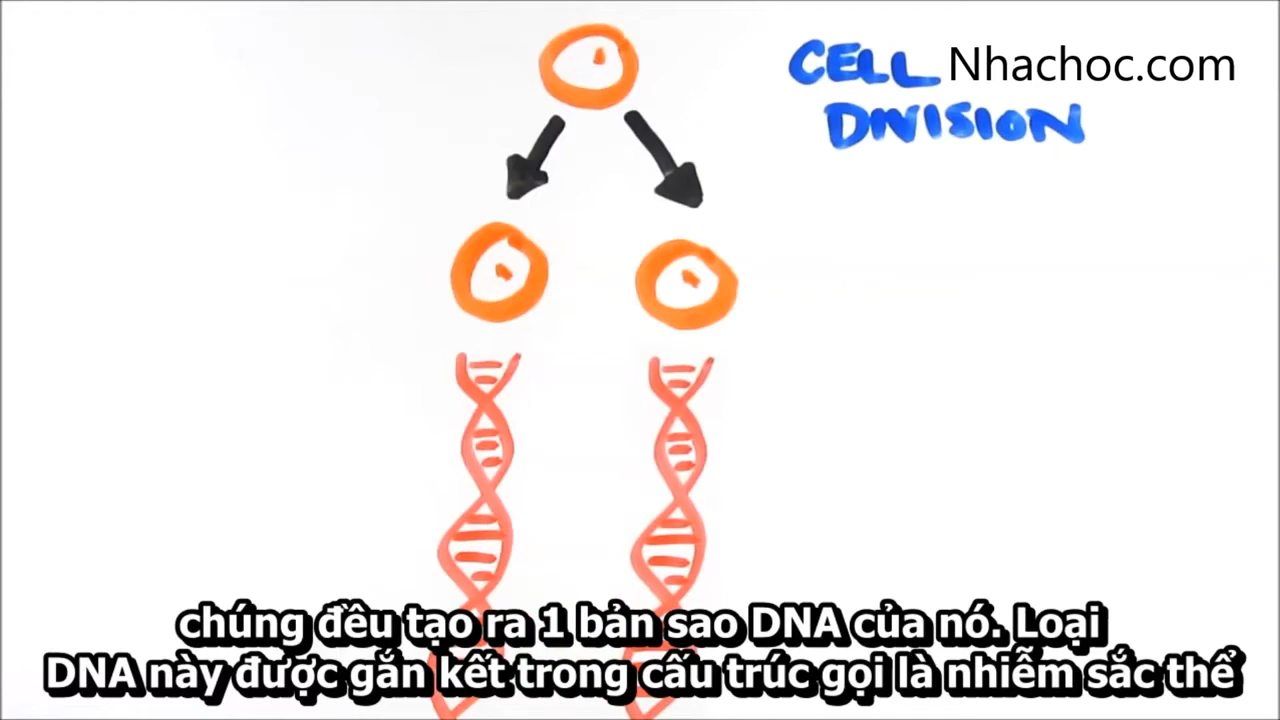 CELL Nhachoc.com
DIVISION
chúng đều tạo ra 1 bản sao DNA của nó. Loại
DNA này được gắn kết trong cấu trúc gọi là nhiễm sắc thể